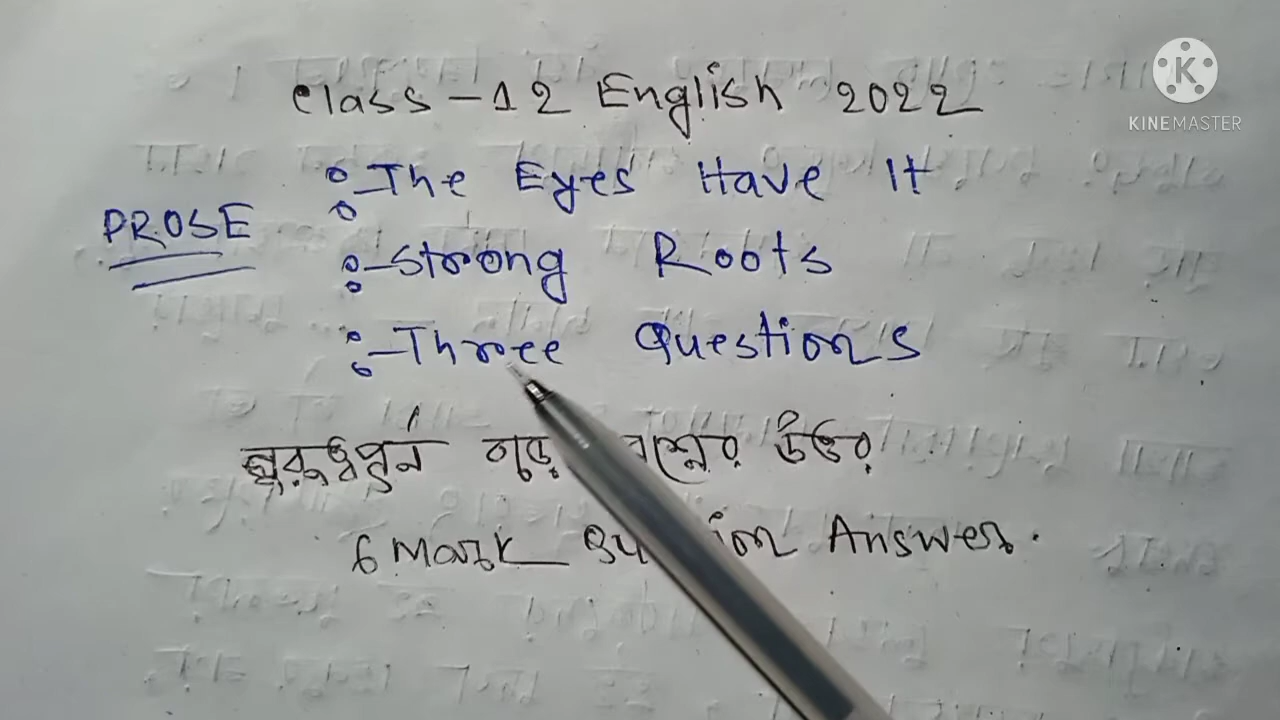 Class - 12 English 2022
The Eyes Have It
PROSE
Strong Roots
Three Questions
গুরুত্বপূর্ন উত্তর
6 Mark Answer.
KINEMASTER